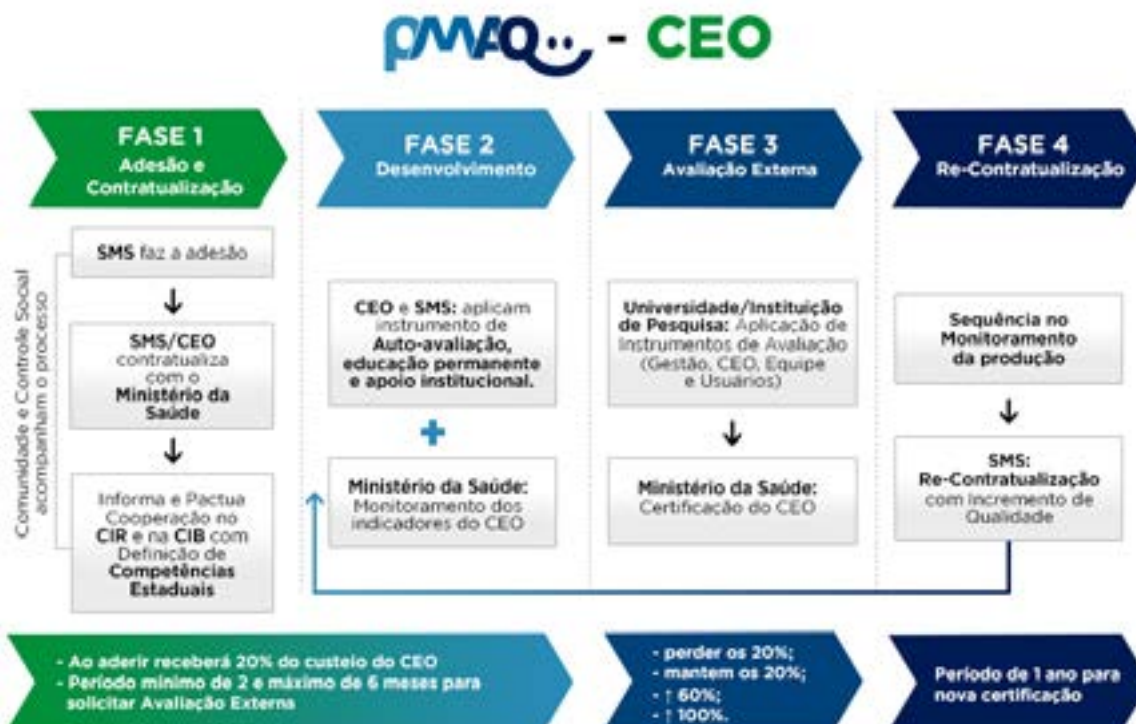 PMAQ - CEO
FASE 1
Adesão e
Contratualização
SMS faz a adesão
SMS/CEO
contratualiza
com o
Ministério da
Saúde
Informa e Pactua
Cooperação no
CIR e na CIB com
Definição de
Competências
Estaduais
Comunidade e Controle Social
acompanham o processo
FASE 2
Desenvolvimento
CEO e SMS: aplicam
instrumento de
Auto-avaliação,
educação permanente
e apoio institucional.
+
Ministério da Saúde:
Monitoramento dos
indicadores do CEO
FASE 3
Avaliação Externa
Universidade/Instituição
de Pesquisa: Aplicação de
Instrumentos de Avaliação
(Gestão, CEO, Equipe
e Usuários)
Ministério da Saúde:
Certificação do CEO
FASE 4
Re-Contratualização
Sequência no
Monitoramento
da produção
SMS:
Re-Contratualização
com Incremento de
Qualidade
- Ao aderir receberá 20% do custeio do CEO
- Período mínimo de 2 e máximo de 6 meses para
solicitar Avaliação Externa
- perder os 20%;
- mantem os 20%;
- ↑ 60%;
- ↑ 100%.
Período de 1 ano para
nova certificação